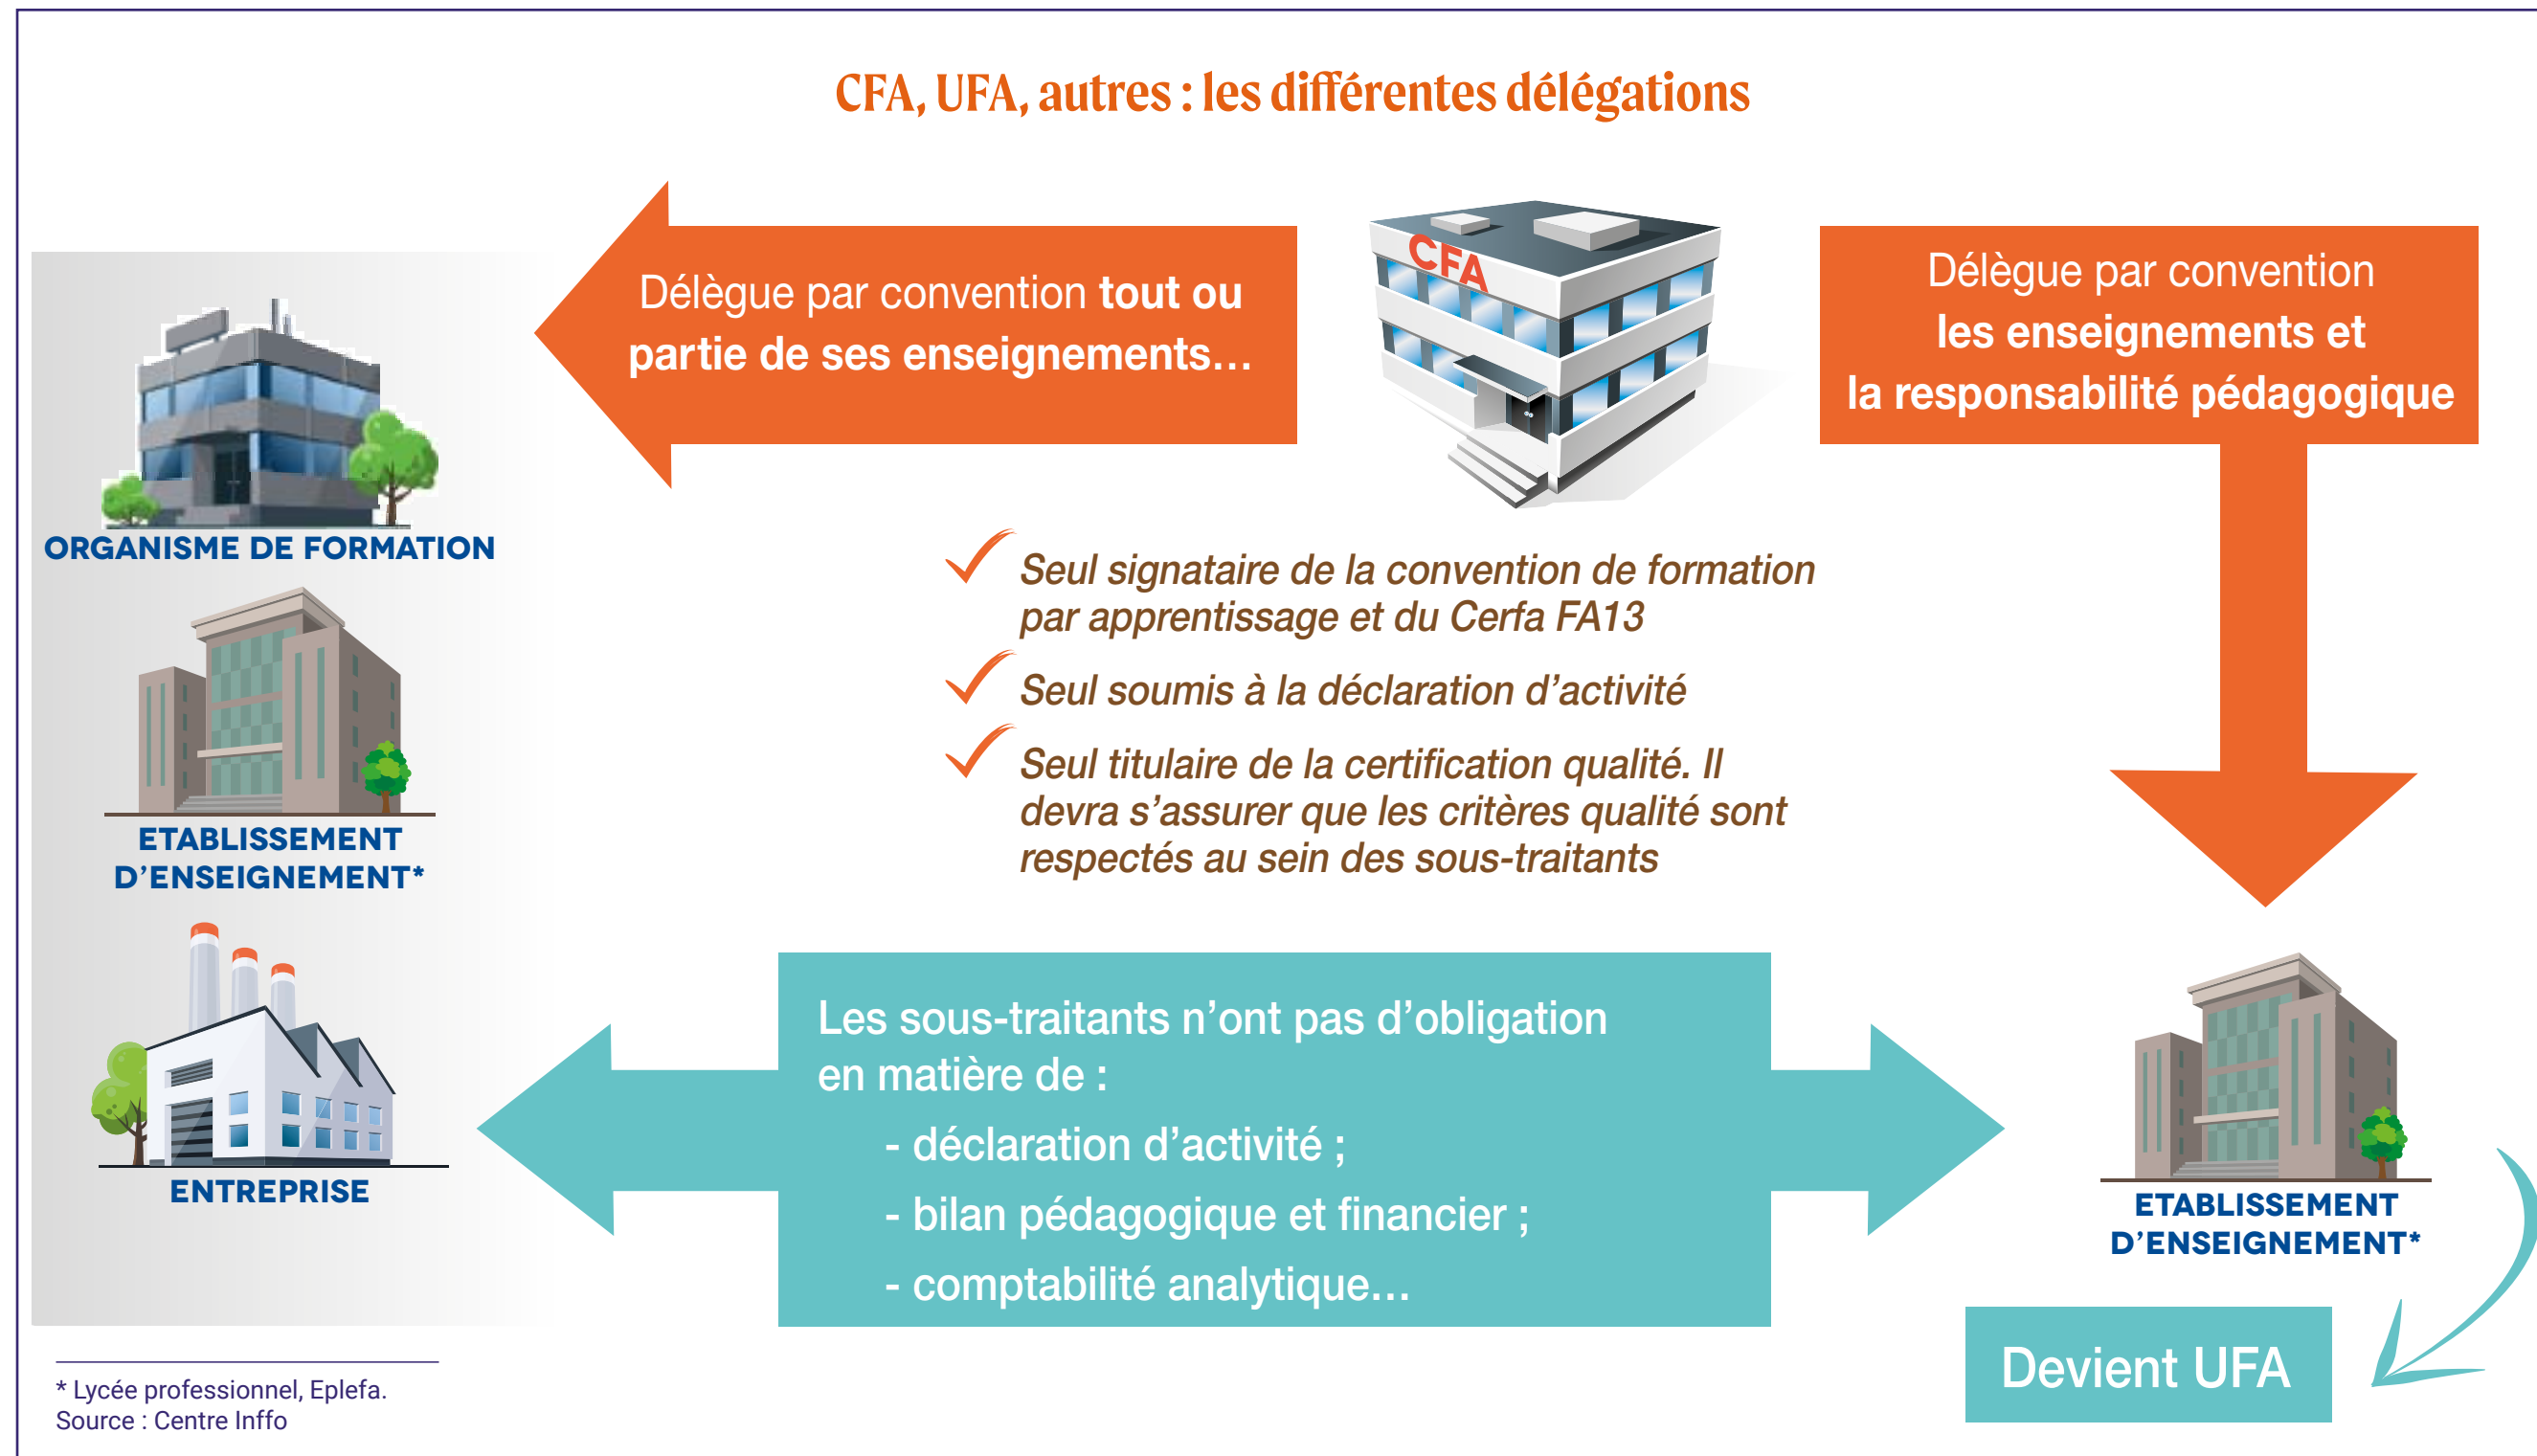 CFA, UFA, autres : les différentes délégations
Délègue par convention tout ou
partie de ses enseignements…
CFA
Délègue par convention
les enseignements et
la responsabilité pédagogique
ORGANISME DE FORMATION
ETABLISSEMENT
D’ENSEIGNEMENT*
ENTREPRISE
Seul signataire de la convention de formation
par apprentissage et du Cerfa FA13
Seul soumis à la déclaration d’activité
Seul titulaire de la certification qualité. Il
devra s’assurer que les critères qualité sont
respectés au sein des sous-traitants
Les sous-traitants n’ont pas d’obligation
en matière de :
- déclaration d’activité ;
- bilan pédagogique et financier ;
- comptabilité analytique…
ETABLISSEMENT
D’ENSEIGNEMENT*
Devient UFA
* Lycée professionnel, Eplefa.
Source : Centre Inffo